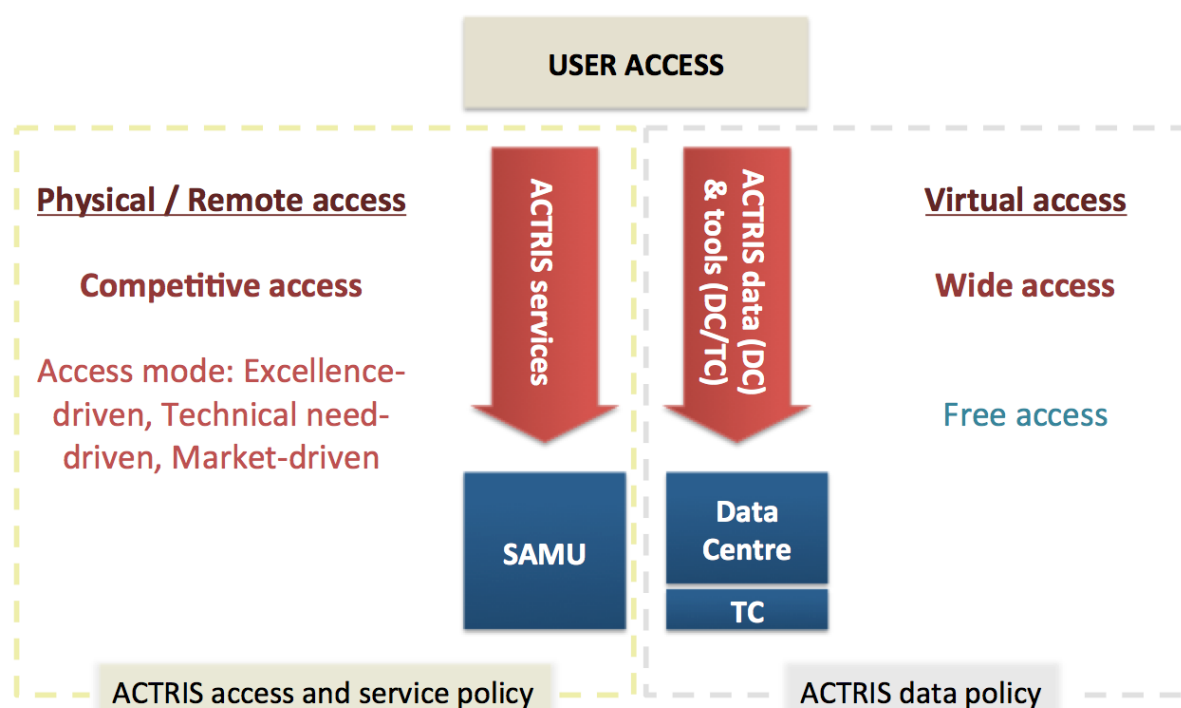 USER ACCESS
Physical / Remote access
Competitive access
Access mode: Excellence-
driven, Technical need-
driven, Market-driven
ACTRIS services
ACTRIS data (DC)
& tools (DC/TC)
Virtual access
Wide access
Free access
SAMU
Data
Centre
TC
ACTRIS access and service policy
ACTRIS data policy